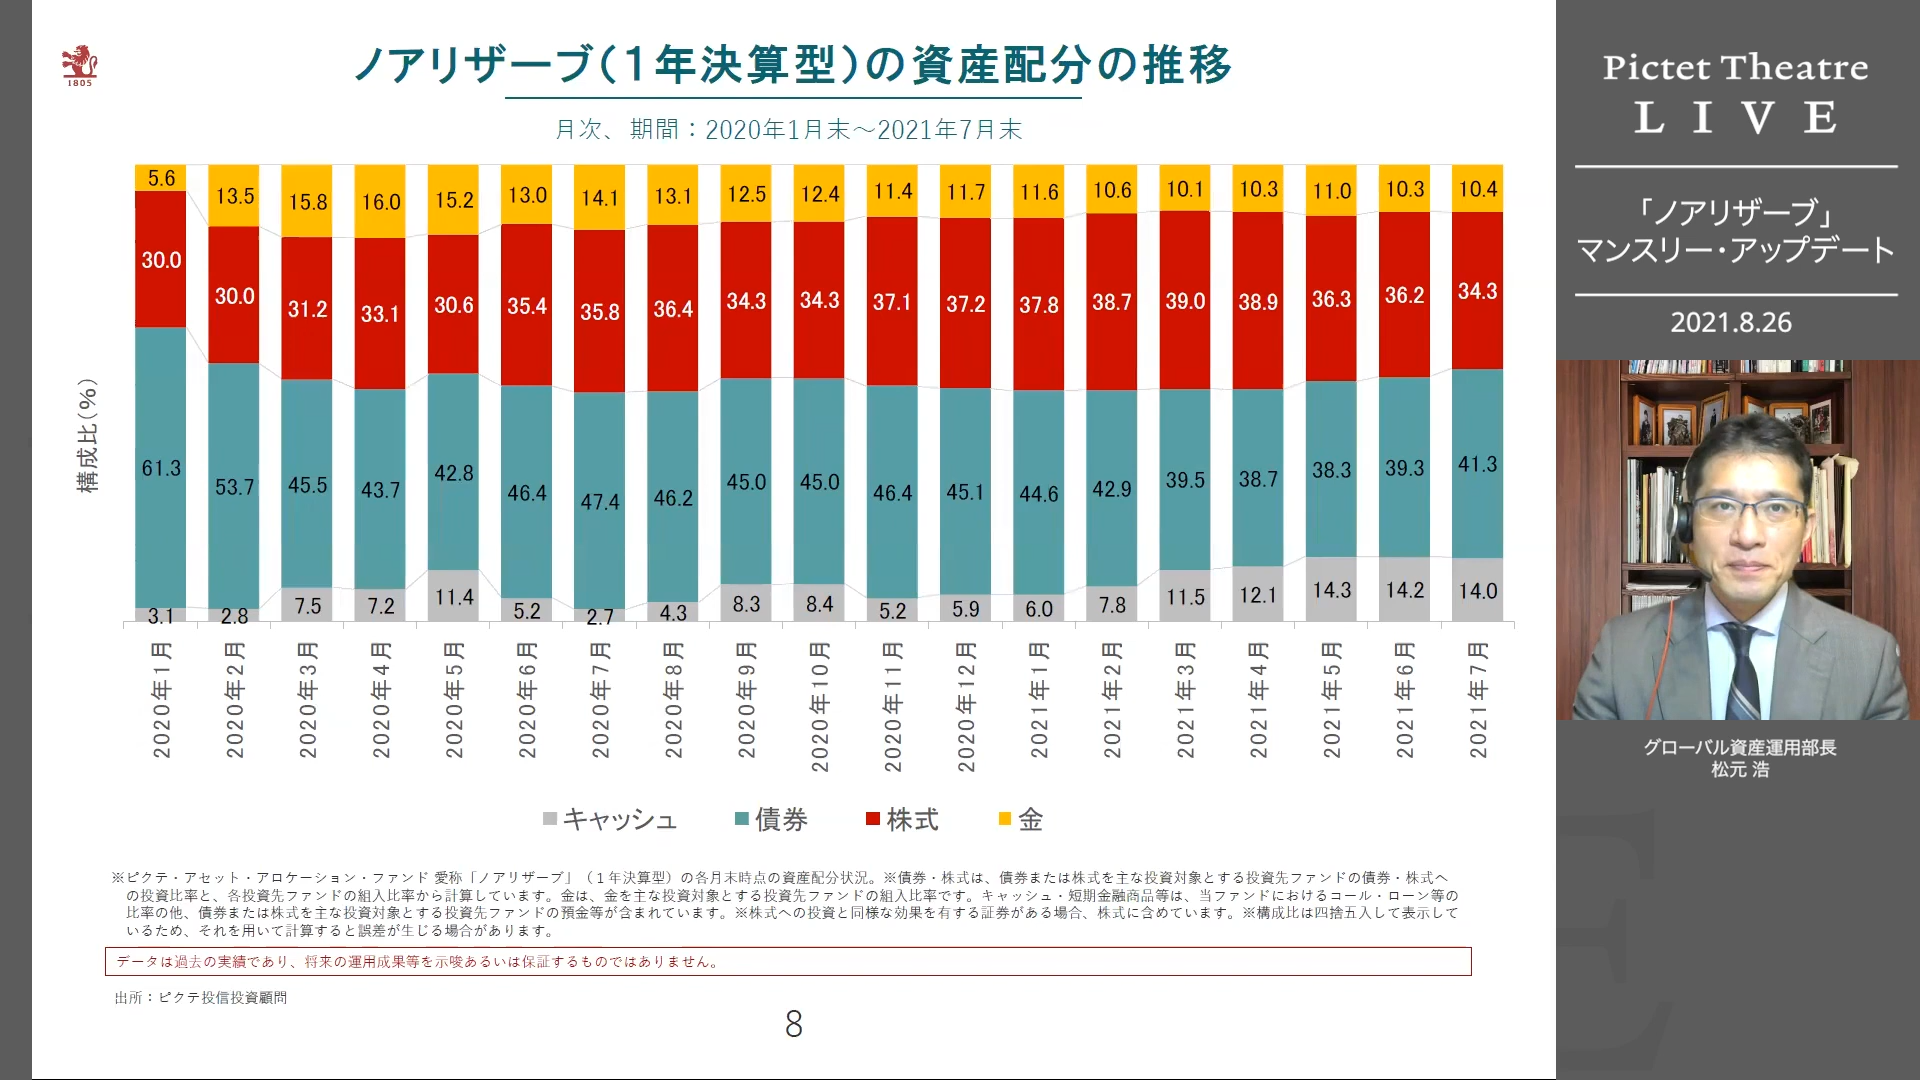 1805
ノアリザーブ（１年決算型）の資産配分の推移
月次、期間：2020年1月末～2021年7月末
構成比（％）
5.6 13.5 15.8 16.0 15.2 13.0 14.1 13.1 12.5 12.4 11.4 11.7 11.6 10.6 10.1 10.3 11.0 10.3 10.4
30.0 30.0 31.2 33.1 30.6 35.4 35.8 36.4 34.3 34.3 37.1 37.2 37.8 38.7 39.0 38.9 36.3 36.2 34.3
61.3 53.7 45.5 43.7 42.8 46.4 47.4 46.2 45.0 45.0 46.4 45.1 44.6 42.9 39.5 38.7 38.3 39.3 41.3
3.1 2.8 7.5 7.2 11.4 5.2 2.7 4.3 8.3 8.4 5.2 5.9 6.0 7.8 11.5 12.1 14.3 14.2 14.0
2020年1月 2020年2月 2020年3月 2020年4月 2020年5月 2020年6月 2020年7月 2020年8月 2020年9月 2020年10月 2020年11月 2020年12月 2021年1月 2021年2月 2021年3月 2021年4月 2021年5月 2021年6月 2021年7月
キャッシュ 債券 株式 金
※ピクテ・アセット・アロケーション・ファンド 愛称「ノアリザーブ」（１年決算型）の各月末時点の資産配分状況。※債券・株式は、債券または株式を主な投資対象とする投資先ファンドの債券・株式へ
の投資比率と、各投資先ファンドの組入比率から計算しています。金は、金を主な投資対象とする投資先ファンドの組入比率です。キャッシュ・短期金融商品等は、当ファンドにおけるコール・ローン等の
比率の他、債券または株式を主な投資対象とする投資先ファンドの預金等が含まれています。※株式への投資と同様な効果を有する証券がある場合、株式に含めています。※構成比は四捨五入して表示して
いるため、それを用いて計算すると誤差が生じる場合があります。
データは過去の実績であり、将来の運用成果等を示唆あるいは保証するものではありません。
出所：ピクテ投信投資顧問
8
Pictet Theatre
LIVE
「ノアリザーブ」
マンスリー・アップデート
2021.8.26
グローバル資産運用部長
松元 浩